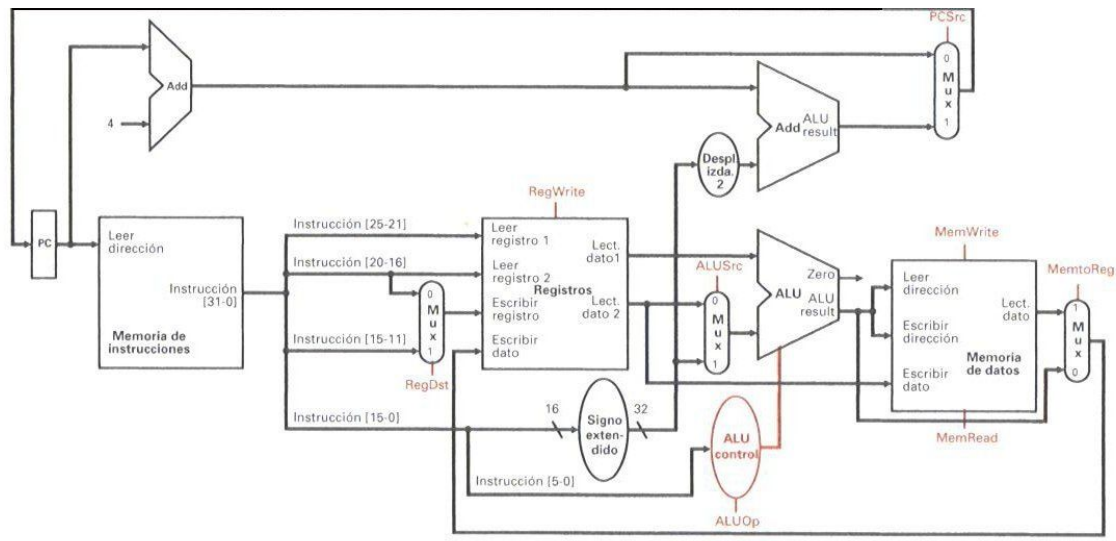 PCSrc
Add
4
0
M
u
x
1
Add
ALU
result
Despl
izda.
2
RegWrite
PC
Leer
dirección
Instrucción
[31-0]
Memoria de
instrucciones
Instrucción [25-21]
Instrucción [20-16]
Instrucción [15-11]
Instrucción [15-0]
Instrucción [5-0]
0
M
u
x
1
RegDst
Leer
registro 1
Leer
registro 2
Registros
Escribir
registro
Escribir
dato
Lect.
dato1
Lect.
dato 2
ALUSrc
0
M
u
x
1
Zero
ALU
ALU
result
MemWrite
Leer
dirección
Escribir
dirección
Escribir
dato
Lect.
dato
Memoria
de datos
MemRead
MemtoReg
1
M
u
x
0
16
Signo
exten-
dido
32
ALU
control
ALUOp